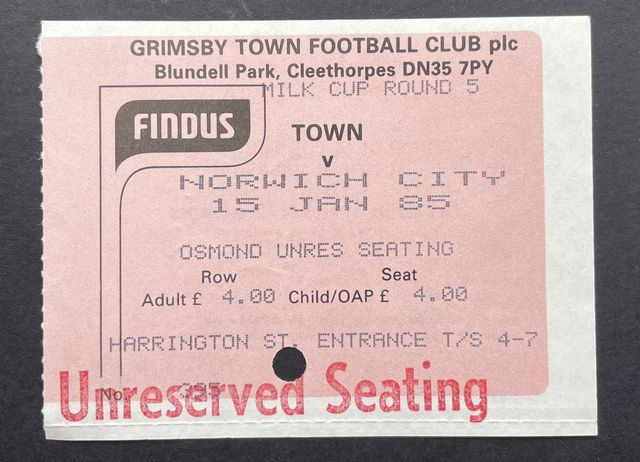 GRIMSBY TOWN FOOTBALL CLUB plc
Blundell Park, Cleethorpes DN35 7PY
MILK CUP ROUND 5
FINDUS
TOWN
v
NORWICH CITY
15 JAN 85
OSMOND UNRES SEATING
Row Seat
Adult £ 4.00 Child/OAP £ 4.00
HARRINGTON ST. ENTRANCE T/S 4-7
No.
Unreserved Seating